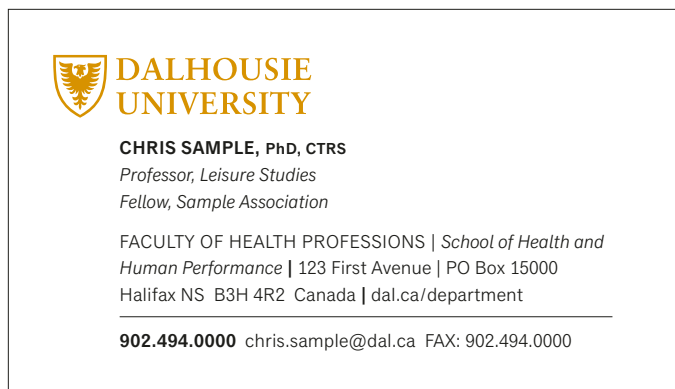 DALHOUSIE
UNIVERSITY
CHRIS SAMPLE, PhD, CTRS
Professor, Leisure Studies
Fellow, Sample Association
FACULTY OF HEALTH PROFESSIONS | School of Health and
Human Performance | 123 First Avenue | PO Box 15000
Halifax NS  B3H 4R2  Canada | dal.ca/department
902.494.0000  chris.sample@dal.ca  FAX: 902.494.0000